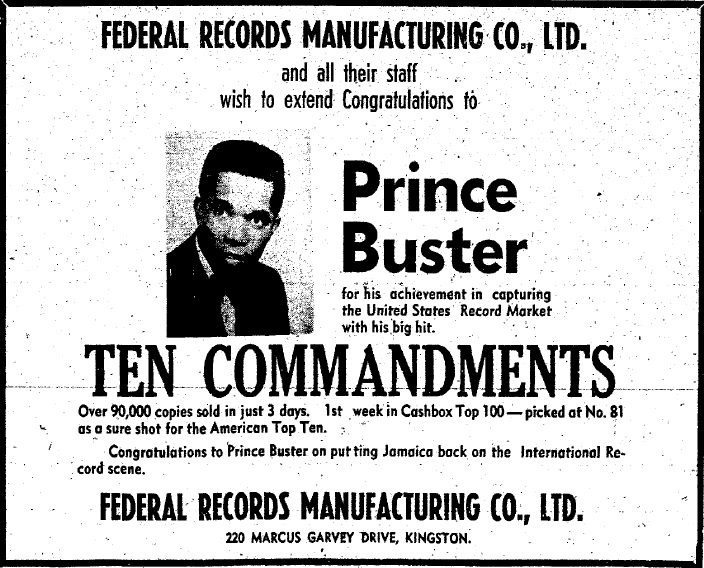 FEDERAL RECORDS MANUFACTURING CO., LTD.
and all their staff
wish to extend Congratulations to
Prince
Buster
for his achievement in capturing
the United States Record Market
with his big hit.
TEN COMMANDMENTS
Over 90,000 copies sold in just 3 days. 1st week in Cashbox Top 100 — picked at No. 81
as a sure shot for the American Top Ten.
Congratulations to Prince Buster on putting Jamaica back on the International Re-
cord scene.
FEDERAL RECORDS MANUFACTURING CO., LTD.
220 MARCUS GARVEY DRIVE, KINGSTON.